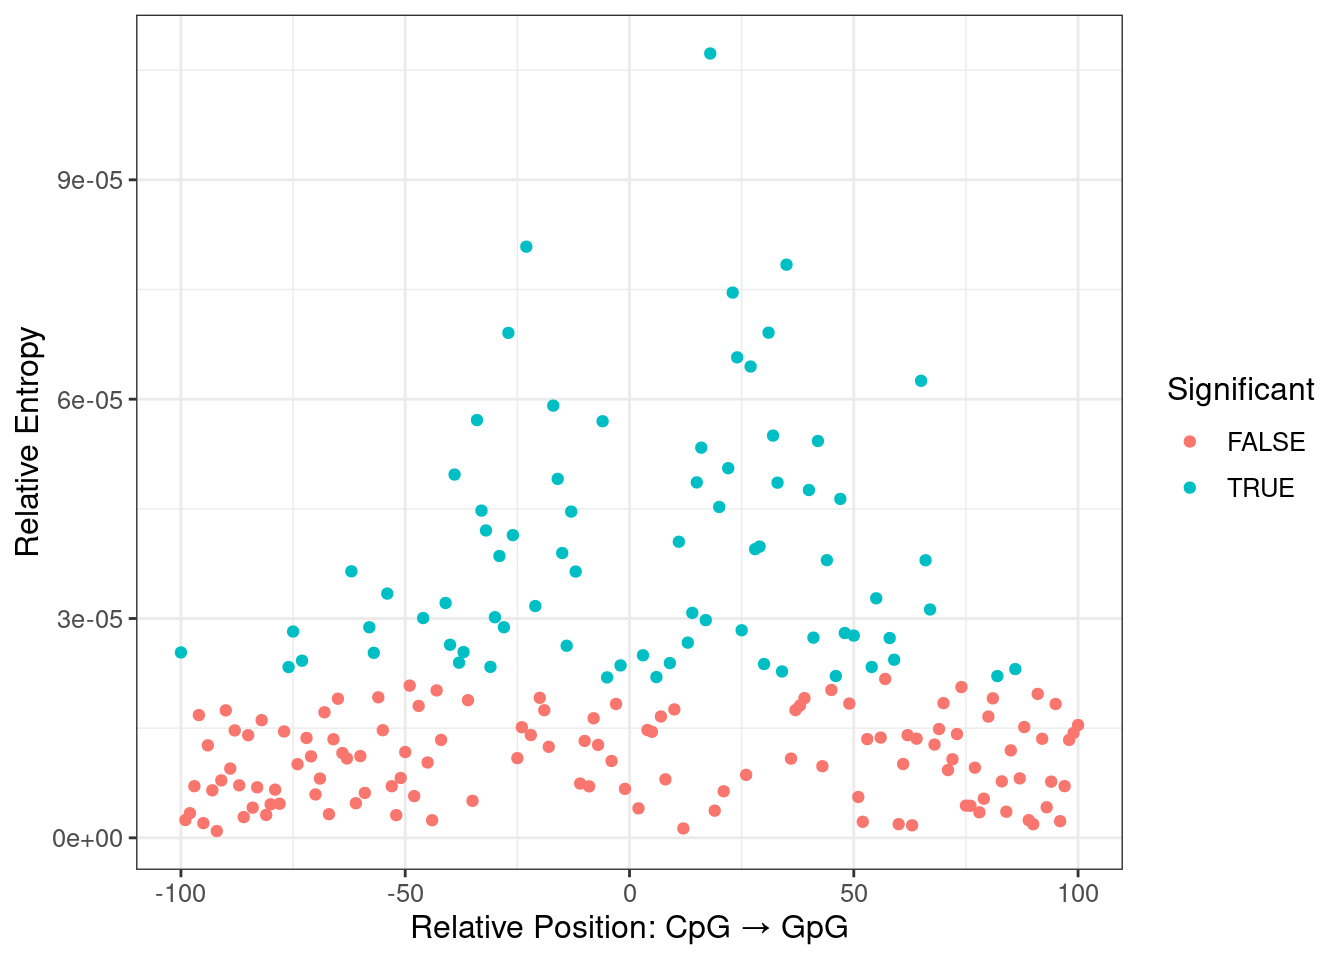 9e-05
6e-05
3e-05
0e+00
Relative Entropy
-100
-50
0
50
100
Relative Position: CpG → GpG
Significant
FALSE
TRUE